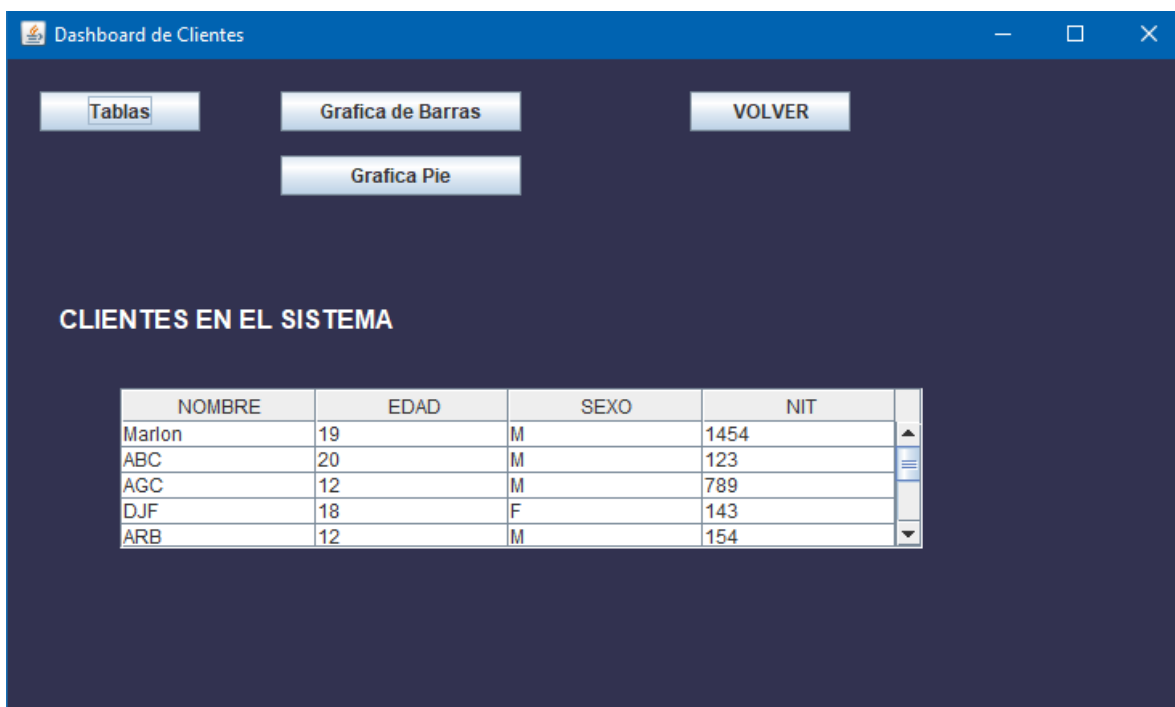 Dashboard de Clientes
Tablas Grafica de Barras VOLVER
Grafica Pie
CLIENTES EN EL SISTEMA
NOMBRE EDAD SEXO NIT
Marlon 19 M 1454
ABC 20 M 123
AGC 12 M 789
DJF 18 F 143
ARB 12 M 154